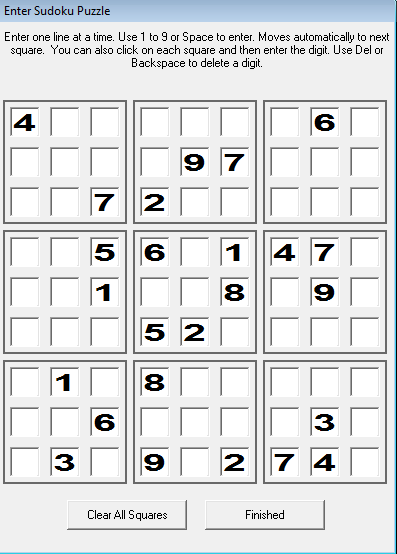 Enter Sudoku Puzzle
Enter one line at a time. Use 1 to 9 or Space to enter. Moves automatically to next
square. You can also click on each square and then enter the digit. Use Del or
Backspace to delete a digit.
4 6
9 7
7 2
5 6 1 4 7
1 8 9
5 2
1 8
6 3
3 9 2 7 4
Clear All Squares Finished